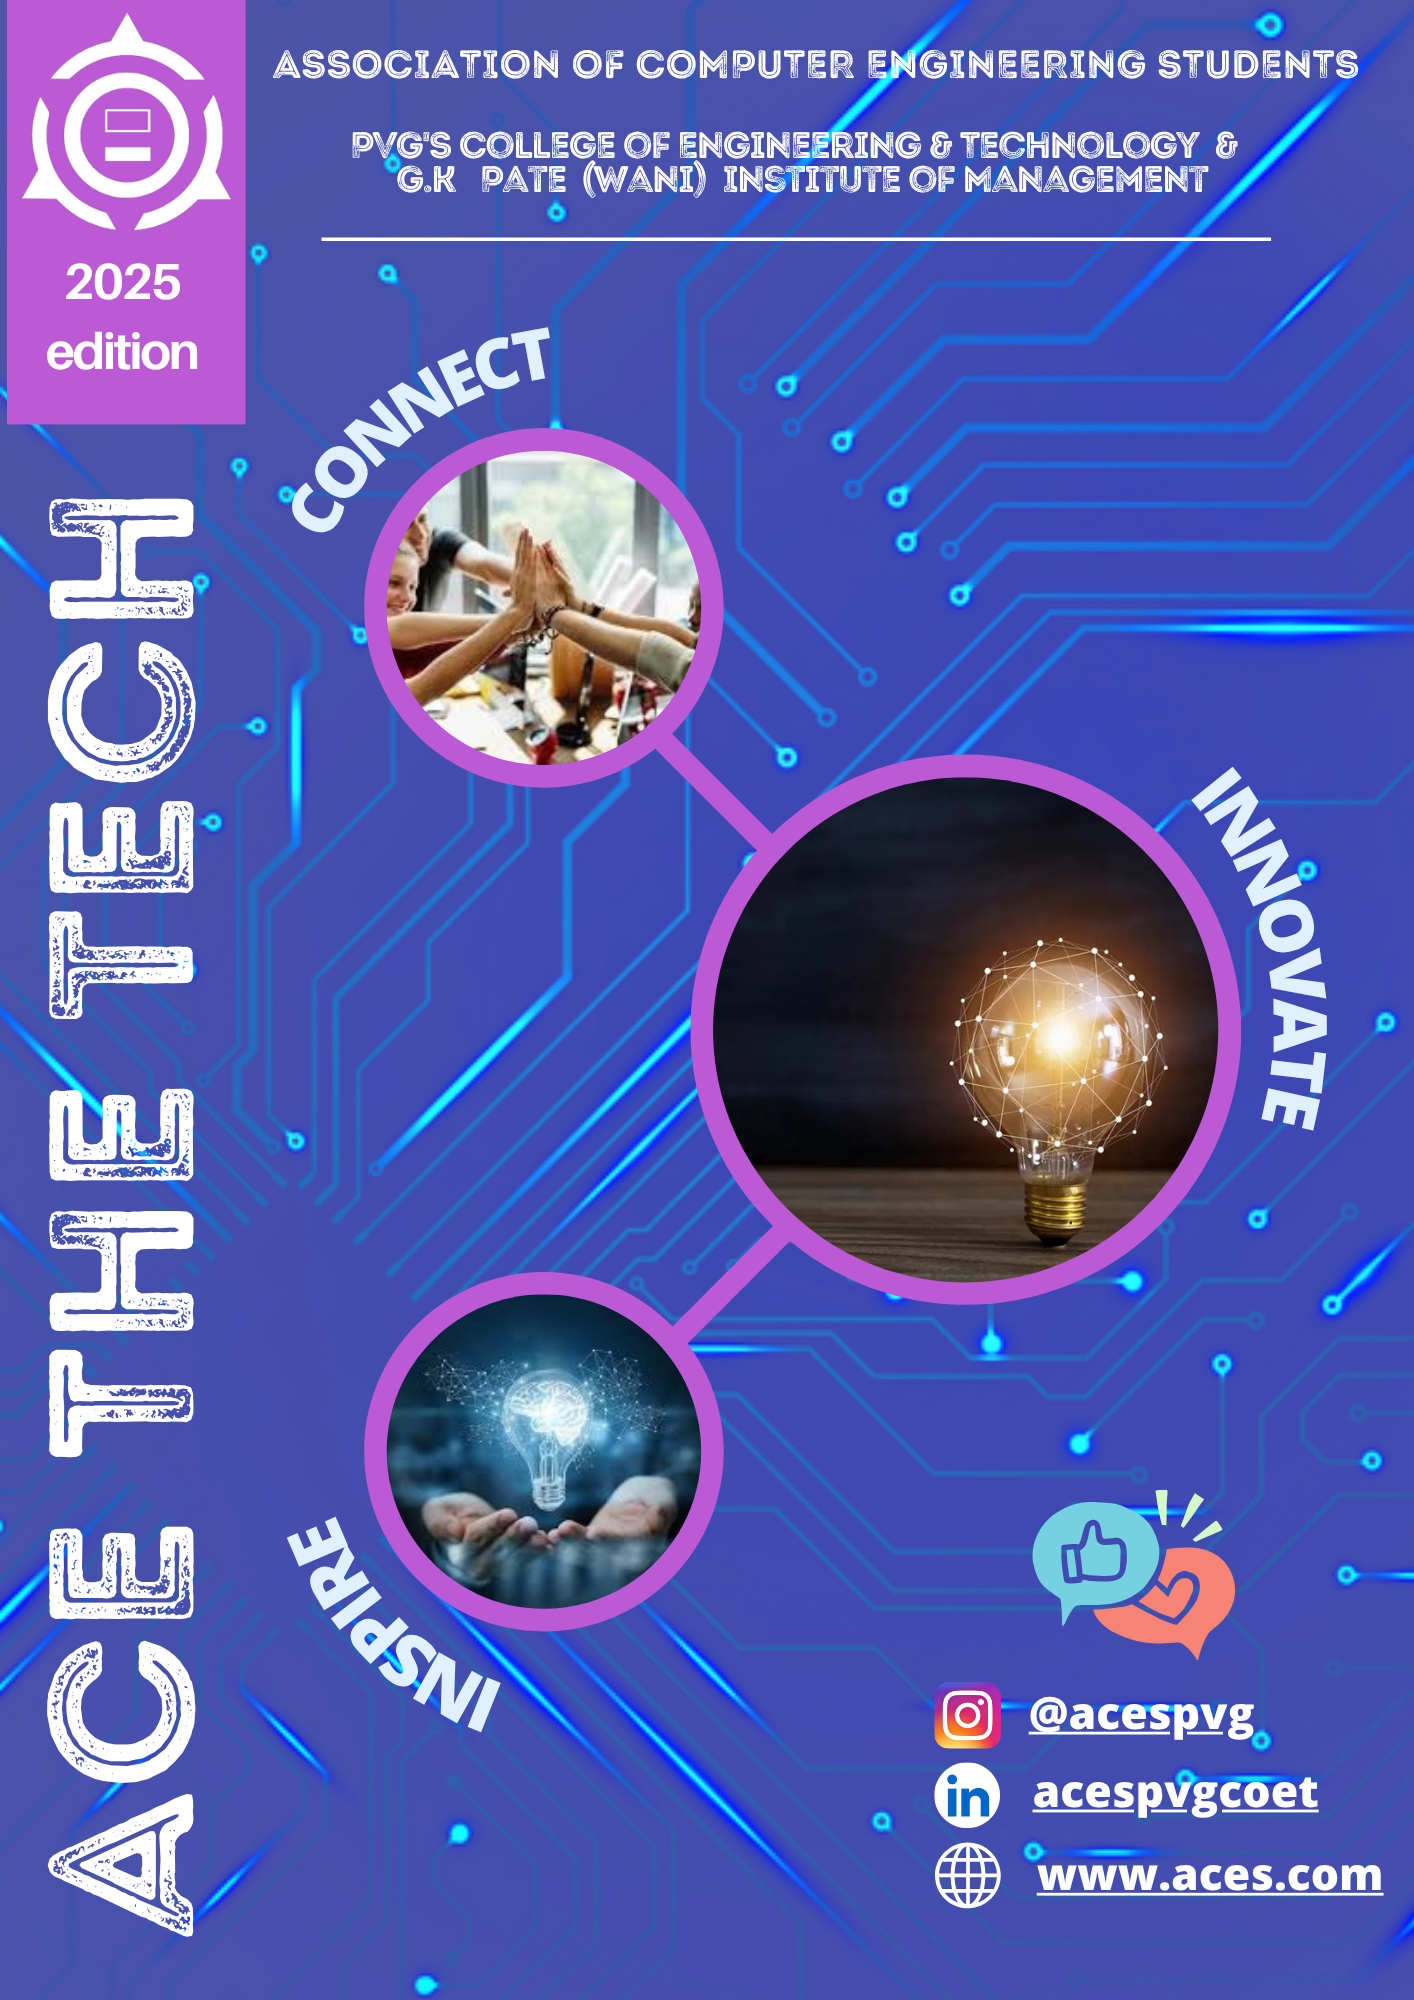 ASSOCIATION OF COMPUTER ENGINEERING STUDENTS
PVG'S COLLEGE OF ENGINEERING & TECHNOLOGY &
G.K PATE (WANI) INSTITUTE OF MANAGEMENT
2025
edition
ACE THE TECH
CONNECT
INNOVATE
INSPIRE
@acespvg
in
acespvgcoet
www.aces.com